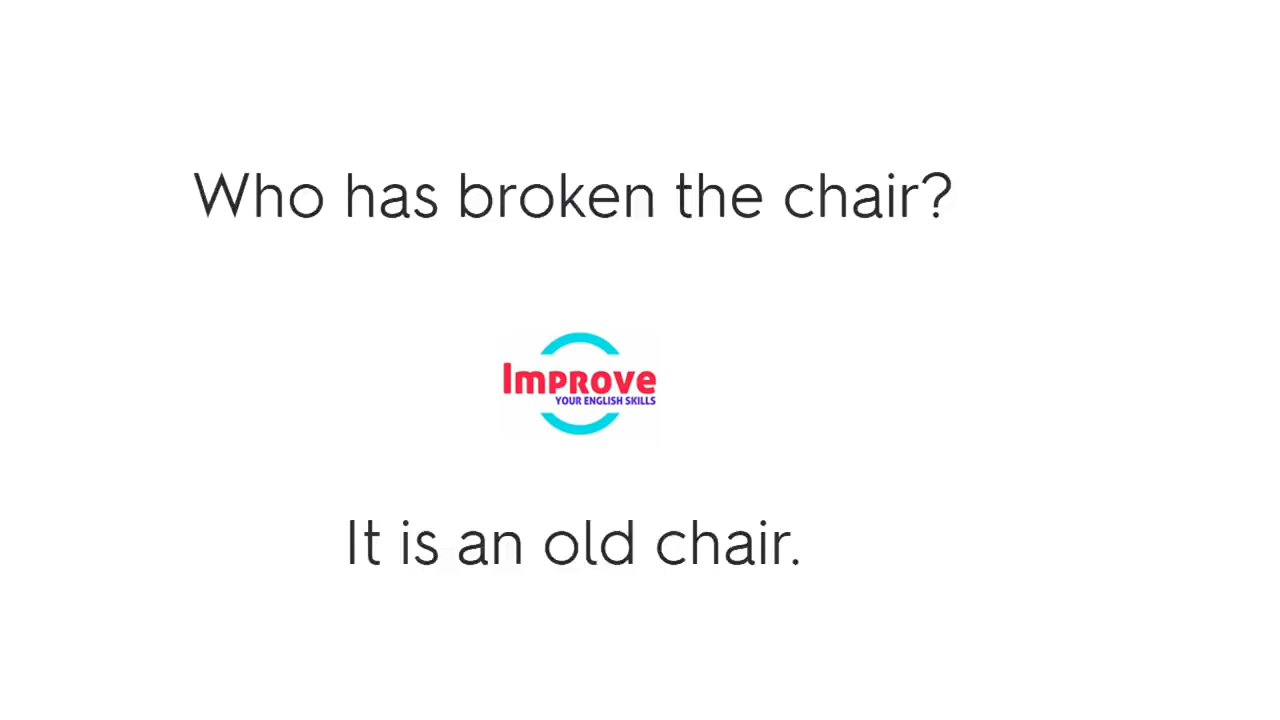 Who has broken the chair?
Improve
YOUR ENGLISH SKILLS
It is an old chair.